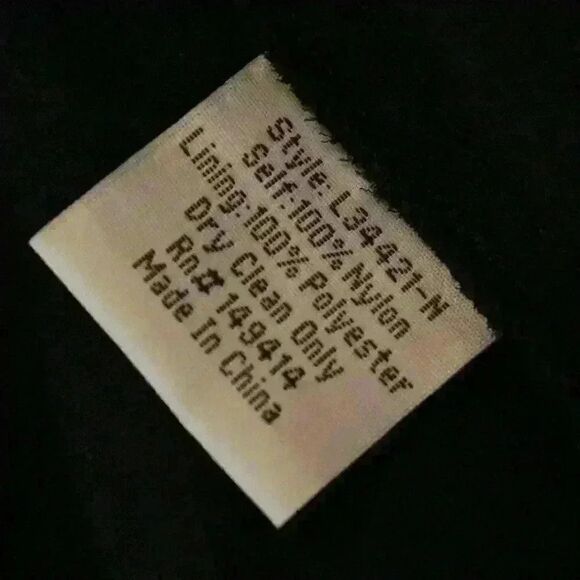 Style: L34421-N
Self:100% Nylon
Lining:100% Polyester
Dry Clean Only
Rn# 149414
Made In China